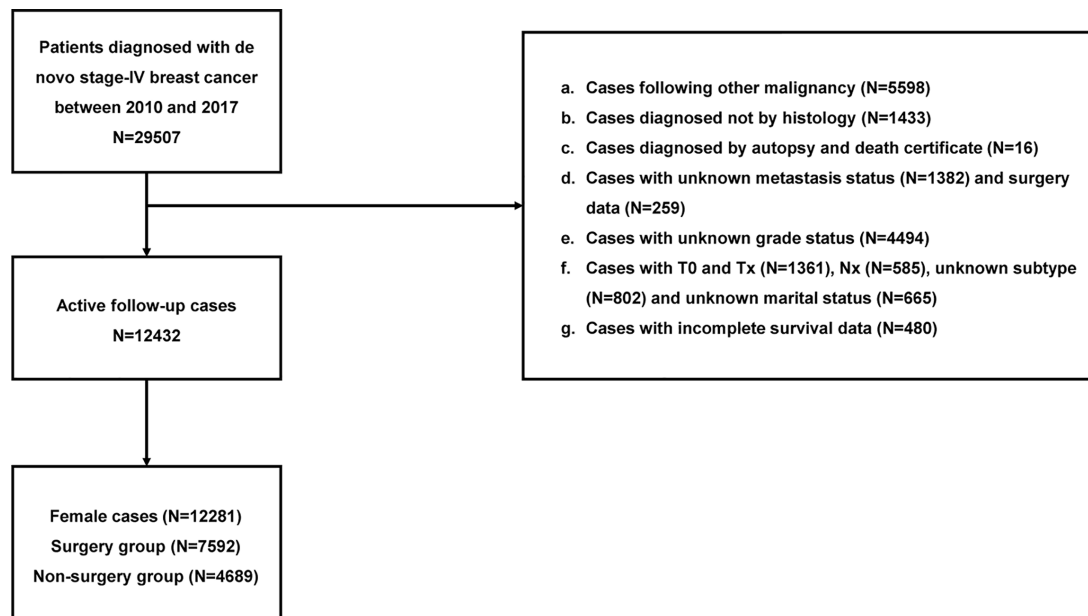 Patients diagnosed with de
novo stage-IV breast cancer
between 2010 and 2017
N=29507
a. Cases following other malignancy (N=5598)
b. Cases diagnosed not by histology (N=1433)
c. Cases diagnosed by autopsy and death certificate (N=16)
d. Cases with unknown metastasis status (N=1382) and surgery
data (N=259)
e. Cases with unknown grade status (N=4494)
f. Cases with T0 and Tx (N=1361), Nx (N=585), unknown subtype
(N=802) and unknown marital status (N=665)
g. Cases with incomplete survival data (N=480)
Active follow-up cases
N=12432
Female cases (N=12281)
Surgery group (N=7592)
Non-surgery group (N=4689)